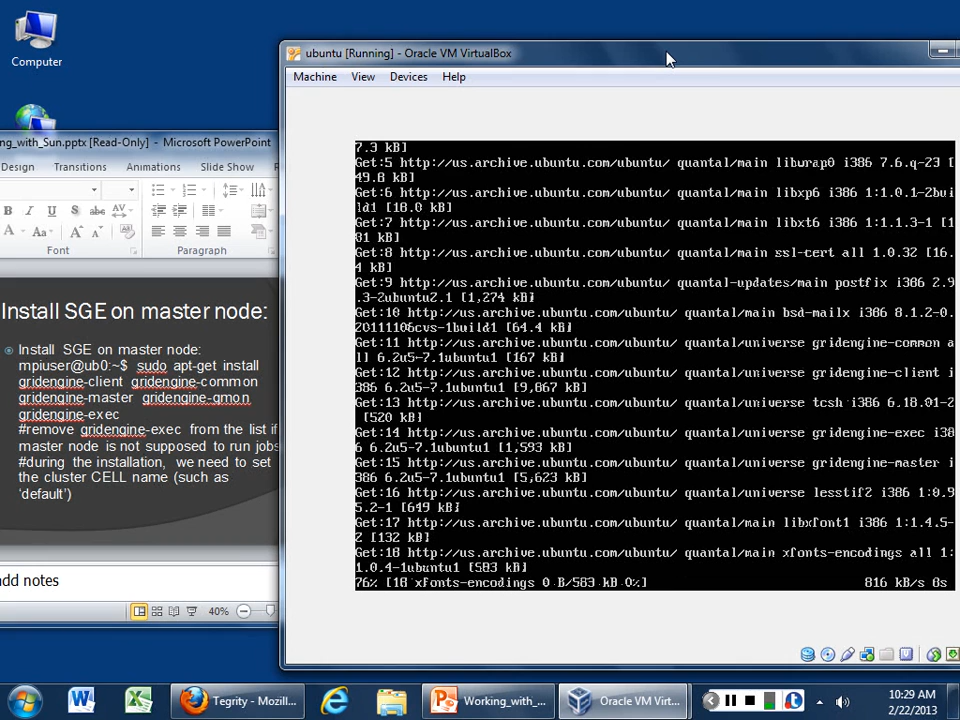 Computer
ng_with_Sun.pptx [Read-Only] - Microsoft PowerPoint
Design Transitions Animations Slide Show
Font Paragraph
Install SGE on master node:
Install SGE on master node:
mpiuser@ub0:~$ sudo apt-get install
gridengine-client gridengine-common
gridengine-master gridengine-qmon
gridengine-exec
#remove gridengine-exec from the list if
master node is not supposed to run jobs
#during the installation, we need to set
the cluster CELL name (such as
'default')
add notes
40%
ubuntu [Running] - Oracle VM VirtualBox
Machine View Devices Help
7.3 kB]
Get:5 http://us.archive.ubuntu.com/ubuntu/ quantal/main libwrap0 i386 7.6.q-23 [
49.8 kB]
Get:6 http://us.archive.ubuntu.com/ubuntu/ quantal/main libxp6 i386 1:1.0.1-2bui
ld1 [18.0 kB]
Get:7 http://us.archive.ubuntu.com/ubuntu/ quantal/main libxt6 i386 1:1.1.3-1 [1
81 kB]
Get:8 http://us.archive.ubuntu.com/ubuntu/ quantal/main ssl-cert all 1.0.32 [16.
4 kB]
Get:9 http://us.archive.ubuntu.com/ubuntu/ quantal-updates/main postfix i386 2.9
.3-2ubuntu2.1 [1,274 kB]
Get:10 http://us.archive.ubuntu.com/ubuntu/ quantal/main bsd-mailx i386 8.1.2-0.
20111106cvs-1build1 [64.4 kB]
Get:11 http://us.archive.ubuntu.com/ubuntu/ quantal/universe gridengine-common a
ll 6.2u5-7.1ubuntu1 [167 kB]
Get:12 http://us.archive.ubuntu.com/ubuntu/ quantal/universe gridengine-client i
386 6.2u5-7.1ubuntu1 [9,867 kB]
Get:13 http://us.archive.ubuntu.com/ubuntu/ quantal/universe tcsh i386 6.18.01-2
[520 kB]
Get:14 http://us.archive.ubuntu.com/ubuntu/ quantal/universe gridengine-exec i38
6 6.2u5-7.1ubuntu1 [1,593 kB]
Get:15 http://us.archive.ubuntu.com/ubuntu/ quantal/universe gridengine-master i
386 6.2u5-7.1ubuntu1 [5,623 kB]
Get:16 http://us.archive.ubuntu.com/ubuntu/ quantal/universe lesstif2 i386 1:0.9
5.2-1 [649 kB]
Get:17 http://us.archive.ubuntu.com/ubuntu/ quantal/main libxfont1 i386 1:1.4.5-
2 [132 kB]
Get:18 http://us.archive.ubuntu.com/ubuntu/ quantal/main xfonts-encodings all 1:
1.0.4-1ubuntu1 [583 kB]
76% [18 xfonts-encodings 0 B/583 kB 0%] 816 kB/s 8s
Tegrity - Mozill...
Working_with_...
Oracle VM Virt...
10:29 AM
2/22/2013